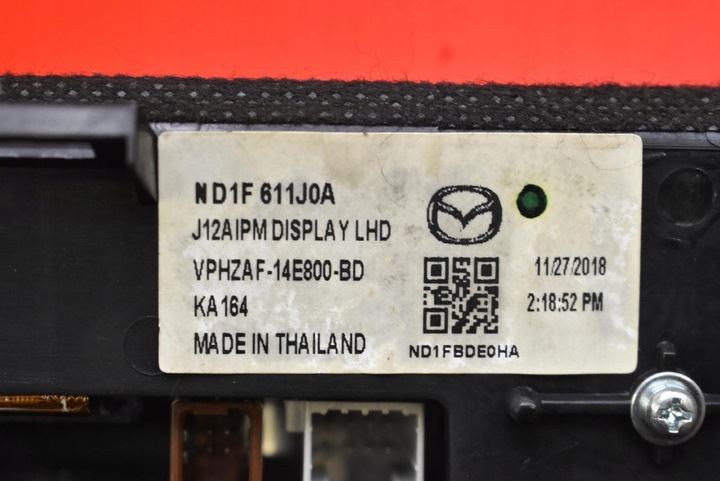 ND1F 611J0A
J12AIPM DISPLAY LHD
VPHZAF-14E800-BD
KA164
MADE IN THAILAND
11/27/2018
2:18:52 PM
ND1FBDE0HA